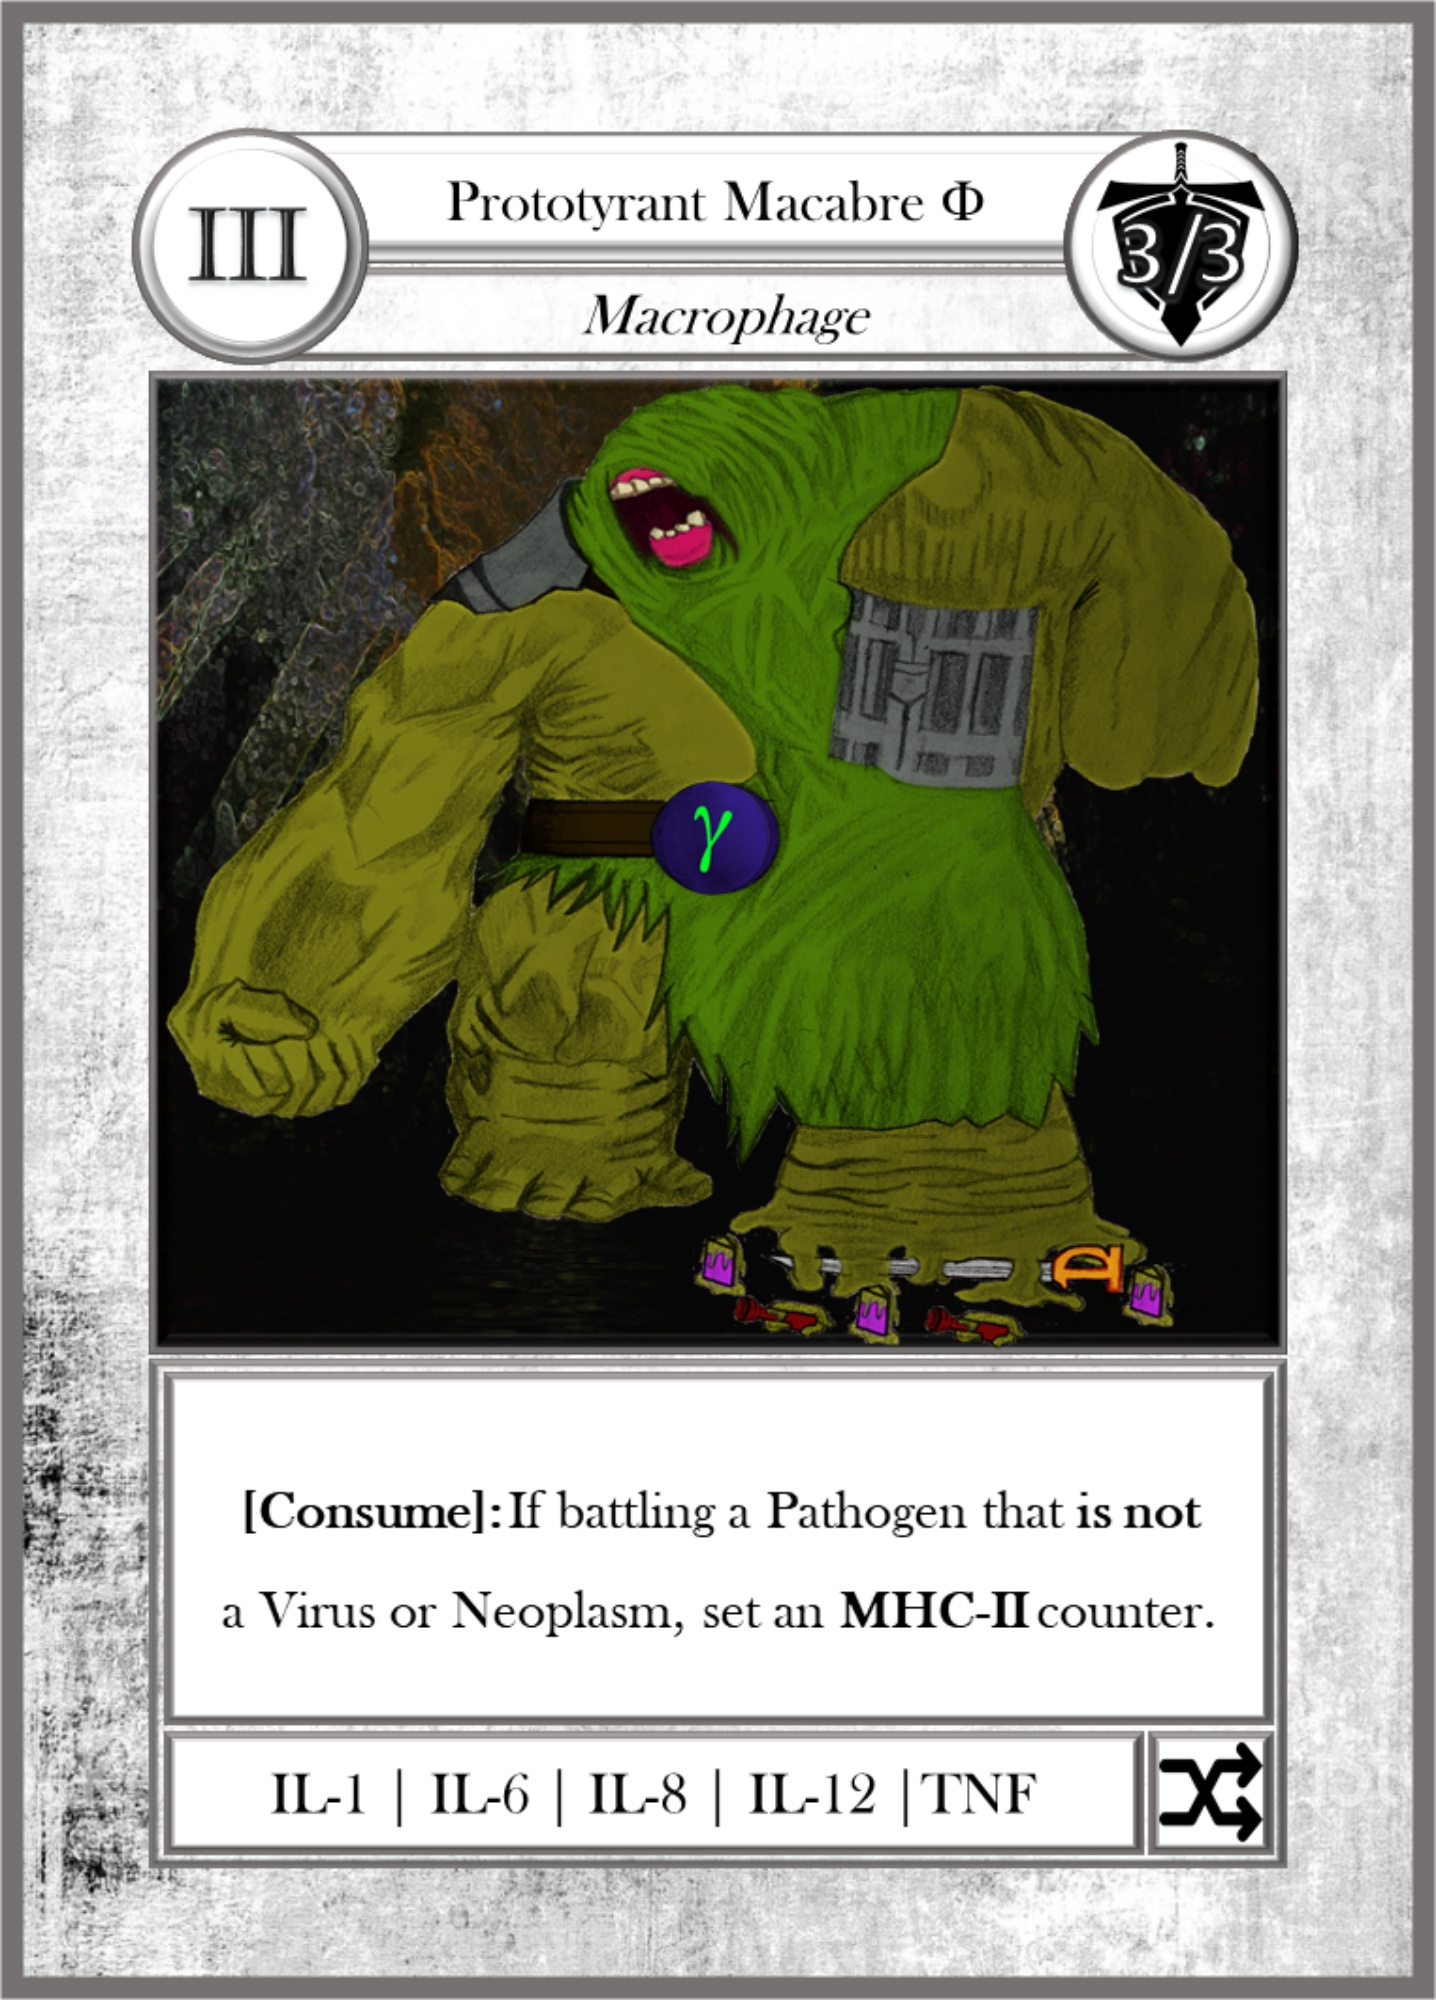 III
Prototyrant Macabre Φ
3/3
Macrophage
γ
[Consume]: If battling a Pathogen that is not
a Virus or Neoplasm, set an MHC-II counter.
IL-1 | IL-6 | IL-8 | IL-12 | TNF